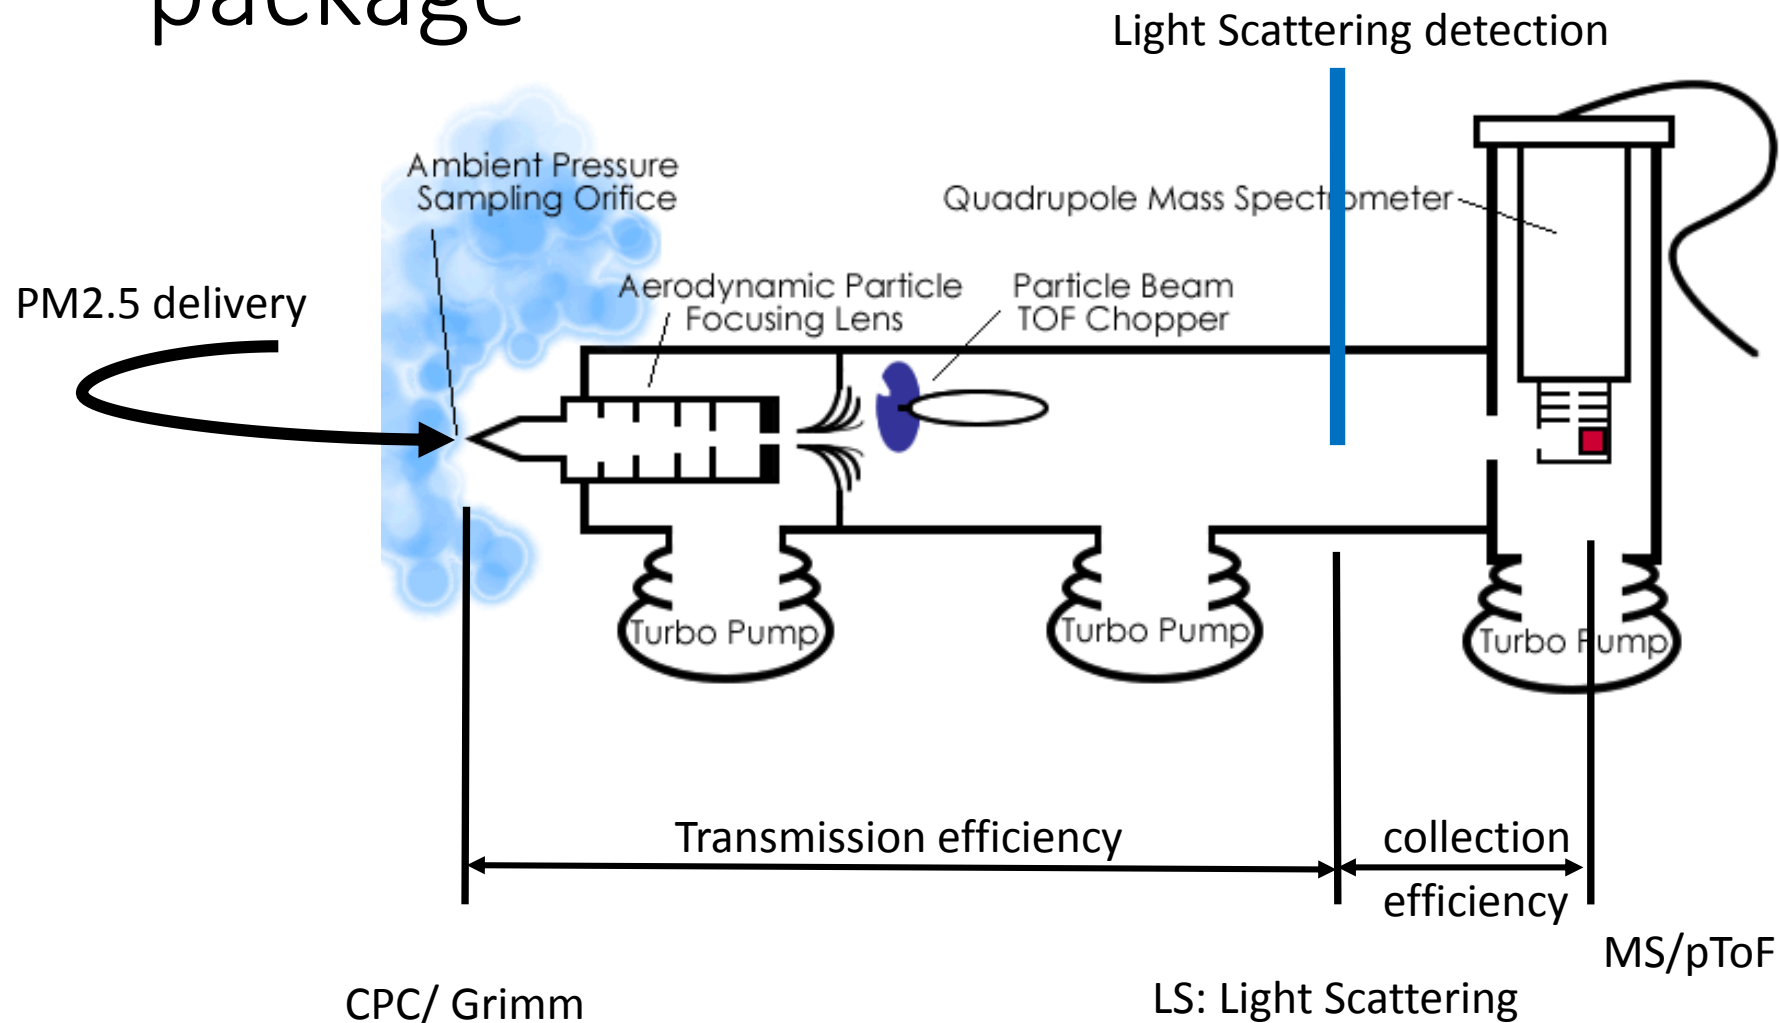 package
Light Scattering detection
Ambient Pressure
Sampling Orifice
Quadrupole Mass Spectrometer
PM2.5 delivery
Aerodynamic Particle
Focusing Lens
Particle Beam
TOF Chopper
Turbo Pump
Turbo Pump
Turbo Pump
Transmission efficiency
collection
efficiency
MS/pToF
CPC/ Grimm
LS: Light Scattering